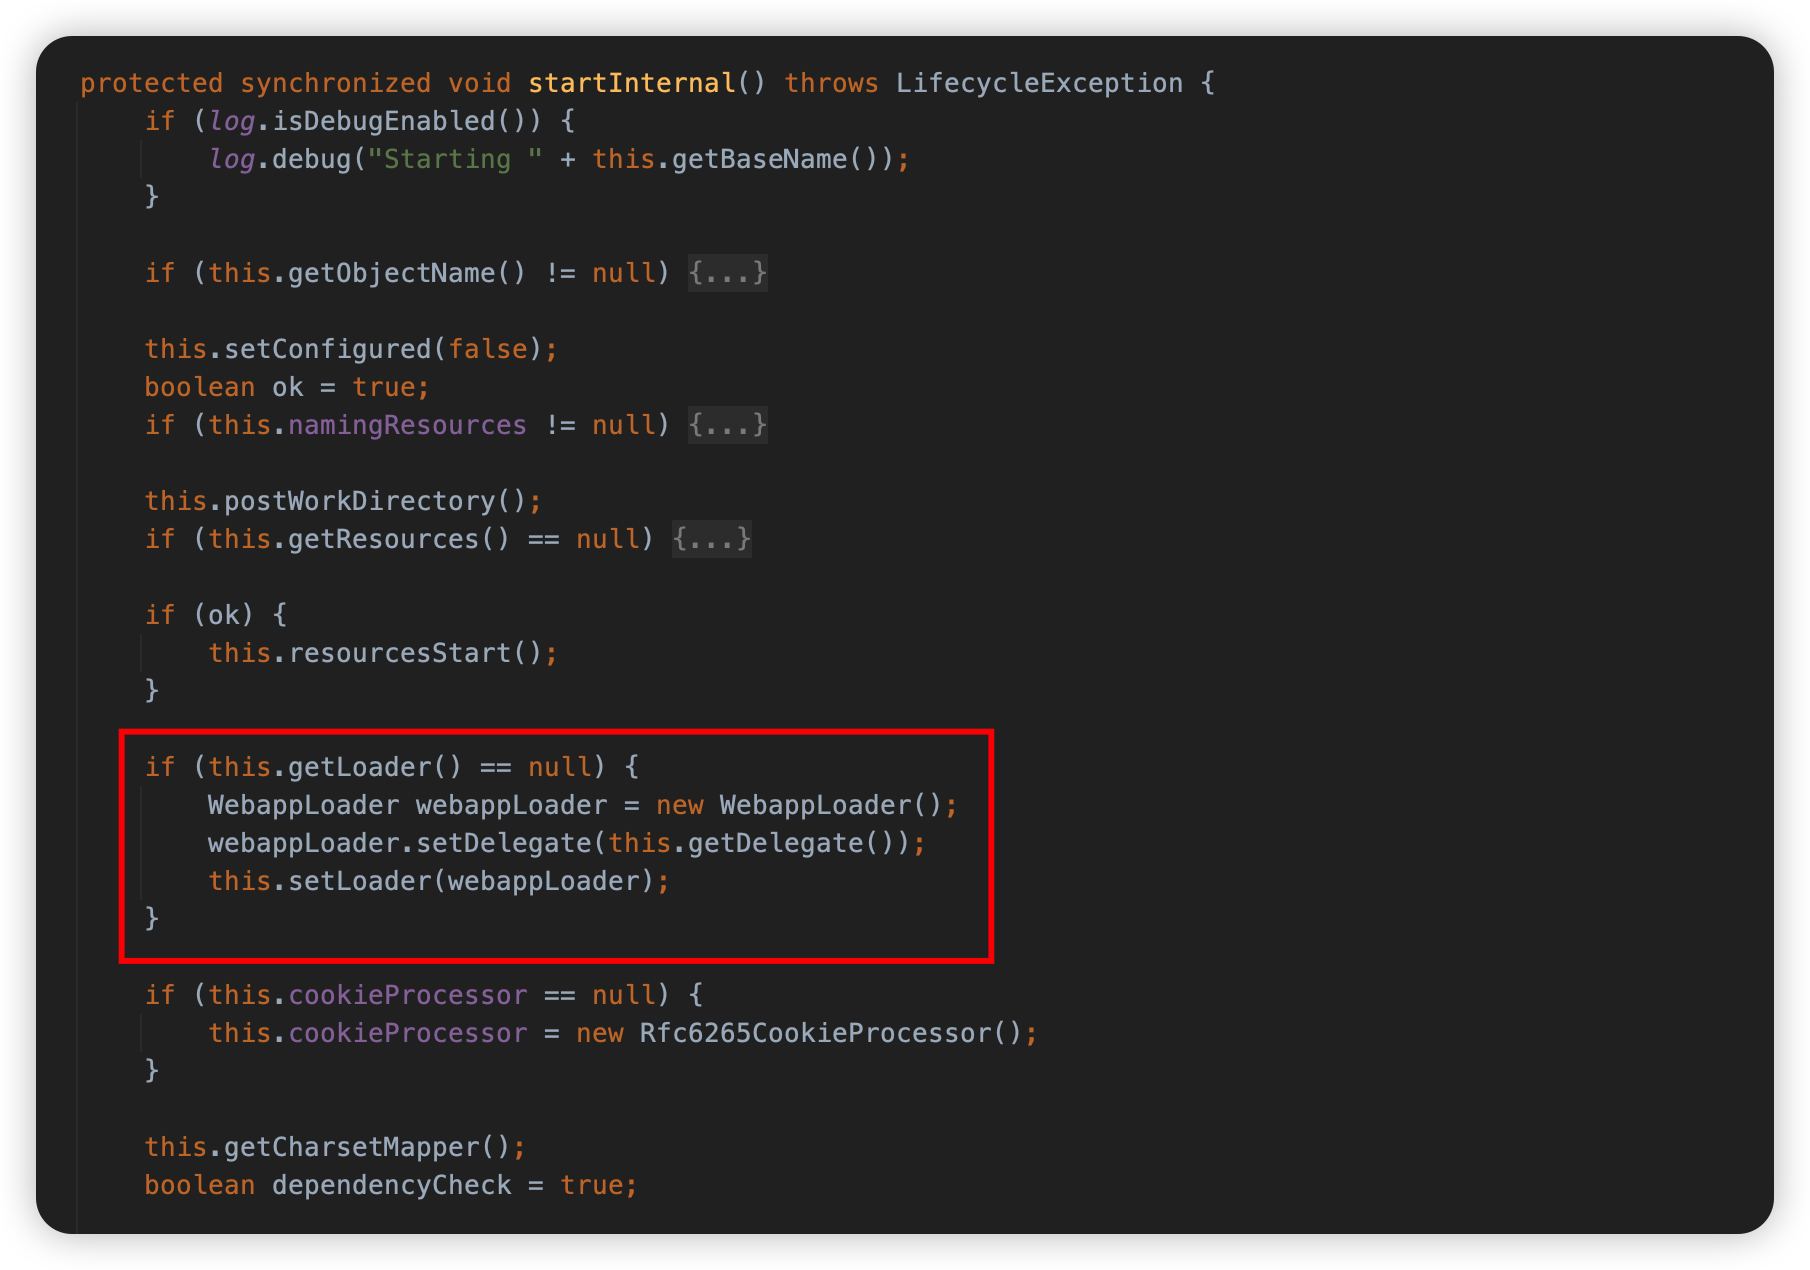 protected synchronized void startInternal() throws LifecycleException {
    if (log.isDebugEnabled()) {
        log.debug("Starting " + this.getBaseName());
    }

    if (this.getObjectName() != null) {...}

    this.setConfigured(false);
    boolean ok = true;
    if (this.namingResources != null) {...}

    this.postWorkDirectory();
    if (this.getResources() == null) {...}

    if (ok) {
        this.resourcesStart();
    }

    if (this.getLoader() == null) {
        WebappLoader webappLoader = new WebappLoader();
        webappLoader.setDelegate(this.getDelegate());
        this.setLoader(webappLoader);
    }

    if (this.cookieProcessor == null) {
        this.cookieProcessor = new Rfc6265CookieProcessor();
    }

    this.getCharsetMapper();
    boolean dependencyCheck = true;